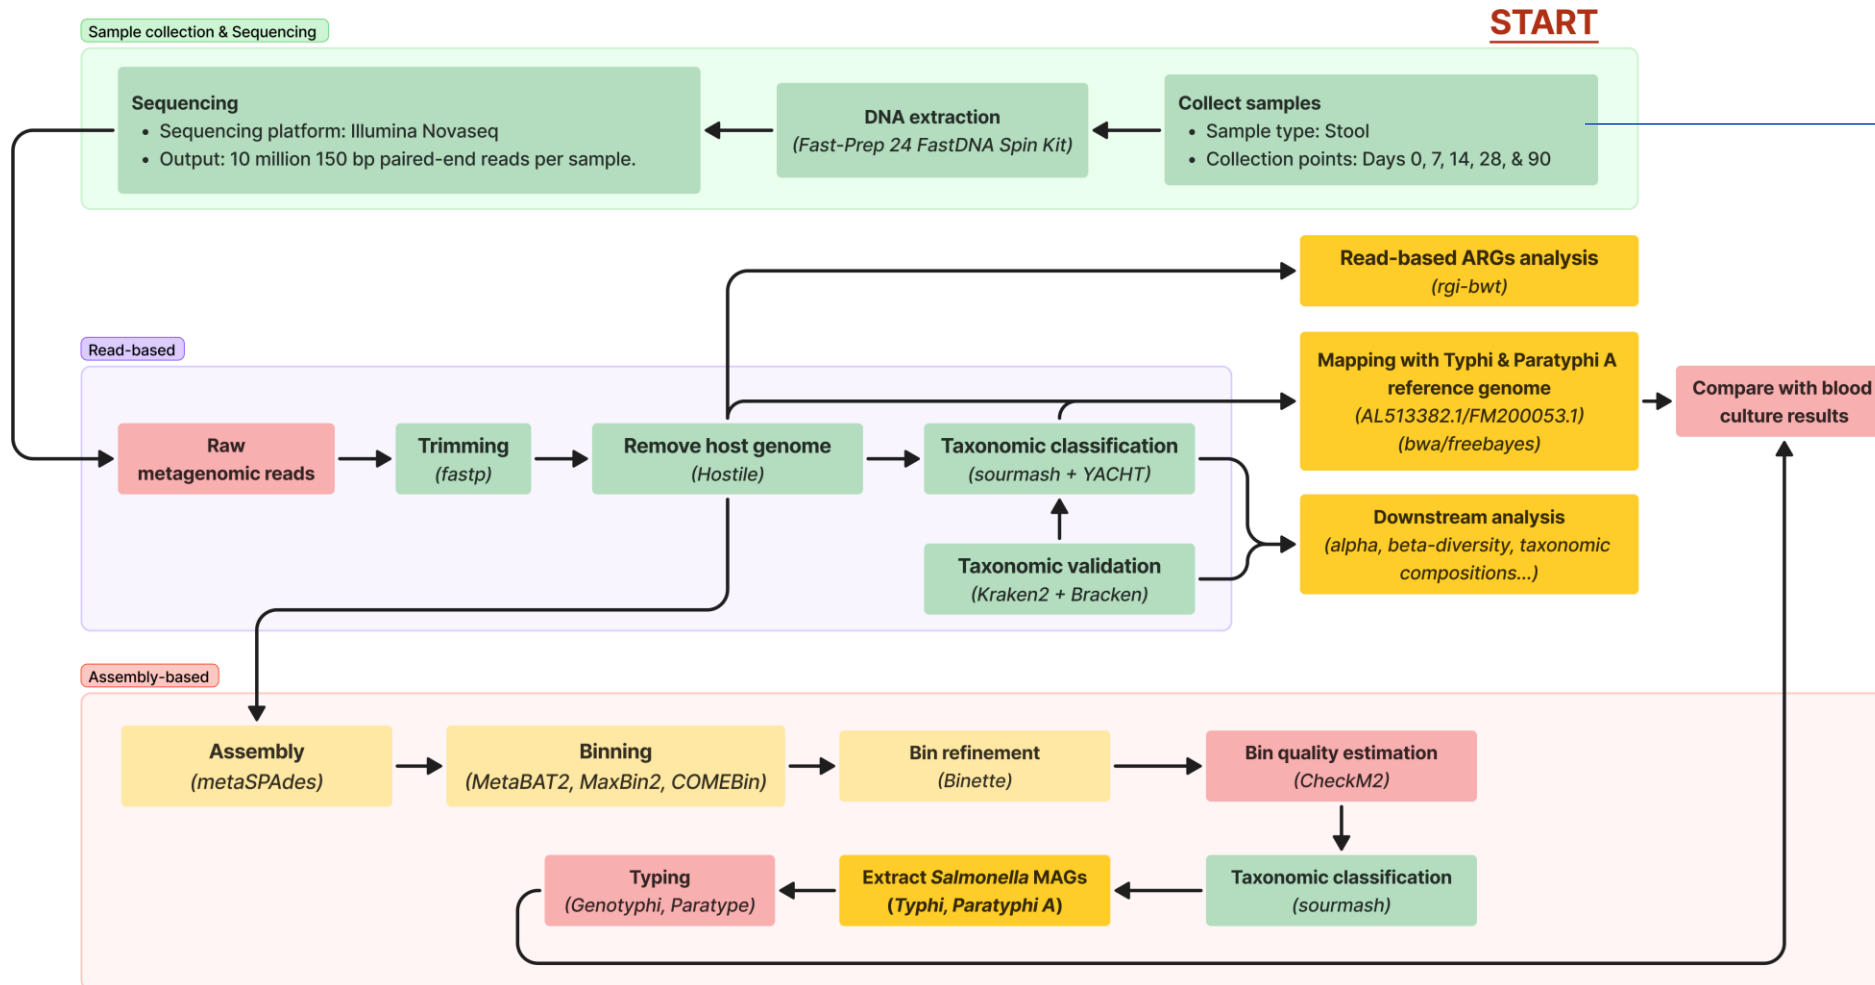 START
Sample collection & Sequencing
Sequencing
• Sequencing platform: Illumina Novaseq
• Output: 10 million 150 bp paired-end reads per sample.
DNA extraction
(Fast-Prep 24 FastDNA Spin Kit)
Collect samples
• Sample type: Stool
• Collection points: Days 0, 7, 14, 28, & 90
Read-based ARGs analysis
(rgi-bwt)
Read-based
Raw
metagenomic reads
Trimming
(fastp)
Remove host genome
(Hostile)
Taxonomic classification
(sourmash + YACHT)
Taxonomic validation
(Kraken2 + Bracken)
Mapping with Typhi & Paratyphi A
reference genome
(AL513382.1/FM200053.1)
(bwa/freebayes)
Compare with blood
culture results
Downstream analysis
(alpha, beta-diversity, taxonomic
compositions...)
Assembly-based
Assembly
(metaSPAdes)
Binning
(MetaBAT2, MaxBin2, COMEBin)
Bin refinement
(Binette)
Bin quality estimation
(CheckM2)
Typing
(Genotyphi, Paratype)
Extract Salmonella MAGs
(Typhi, Paratyphi A)
Taxonomic classification
(sourmash)